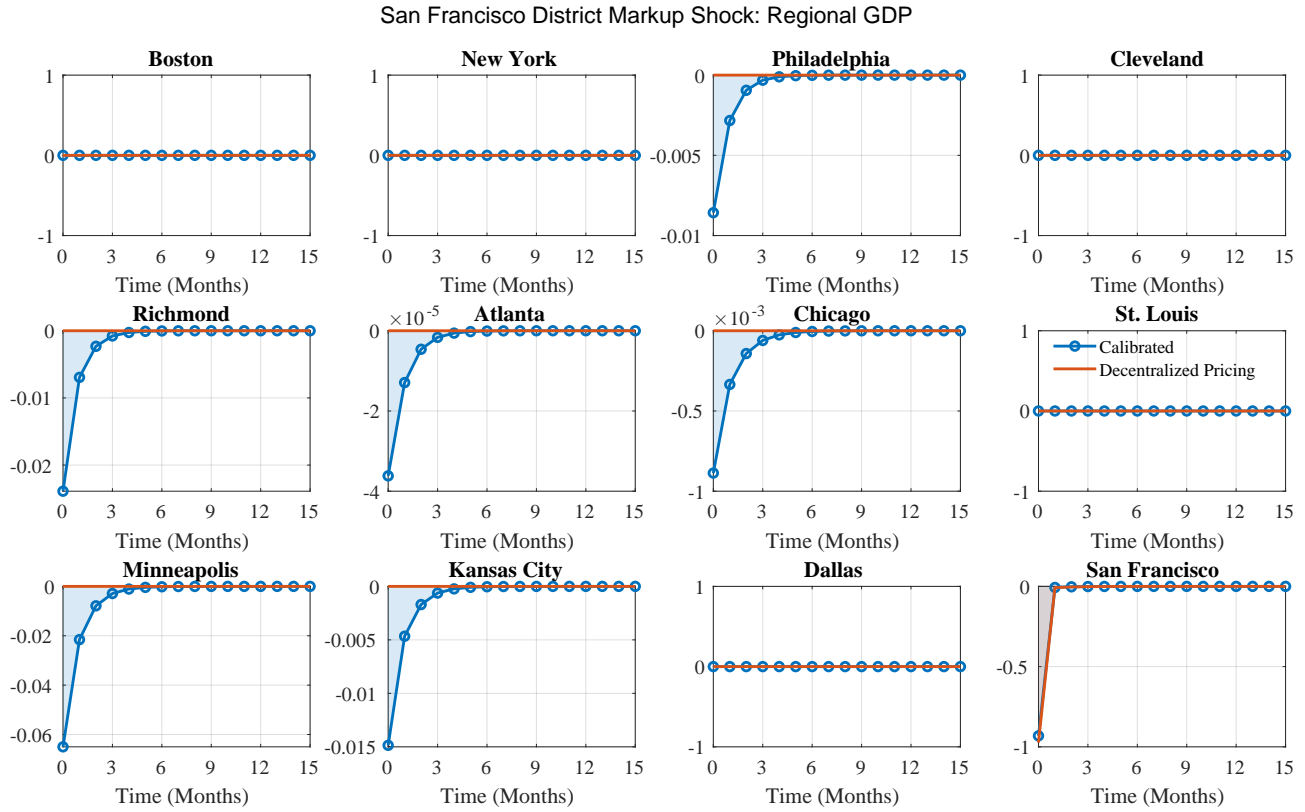 San Francisco District Markup Shock: Regional GDP
Boston
1
0
-1
0 3 6 9 12 15
Time (Months)
New York
1
0
-1
0 3 6 9 12 15
Time (Months)
Philadelphia
0
-0.005
-0.01
0 3 6 9 12 15
Time (Months)
Cleveland
1
0
-1
0 3 6 9 12 15
Time (Months)
Richmond
0
-0.01
-0.02
0 3 6 9 12 15
Time (Months)
×10⁻⁵ Atlanta
0
-2
-4
0 3 6 9 12 15
Time (Months)
×10⁻³ Chicago
0
-0.5
-1
0 3 6 9 12 15
Time (Months)
St. Louis
1
Calibrated
Decentralized Pricing
0
-1
0 3 6 9 12 15
Time (Months)
Minneapolis
0
-0.02
-0.04
-0.06
0 3 6 9 12 15
Time (Months)
Kansas City
0
-0.005
-0.01
-0.015
0 3 6 9 12 15
Time (Months)
Dallas
1
0
-1
0 3 6 9 12 15
Time (Months)
San Francisco
0
-0.5
-1
0 3 6 9 12 15
Time (Months)